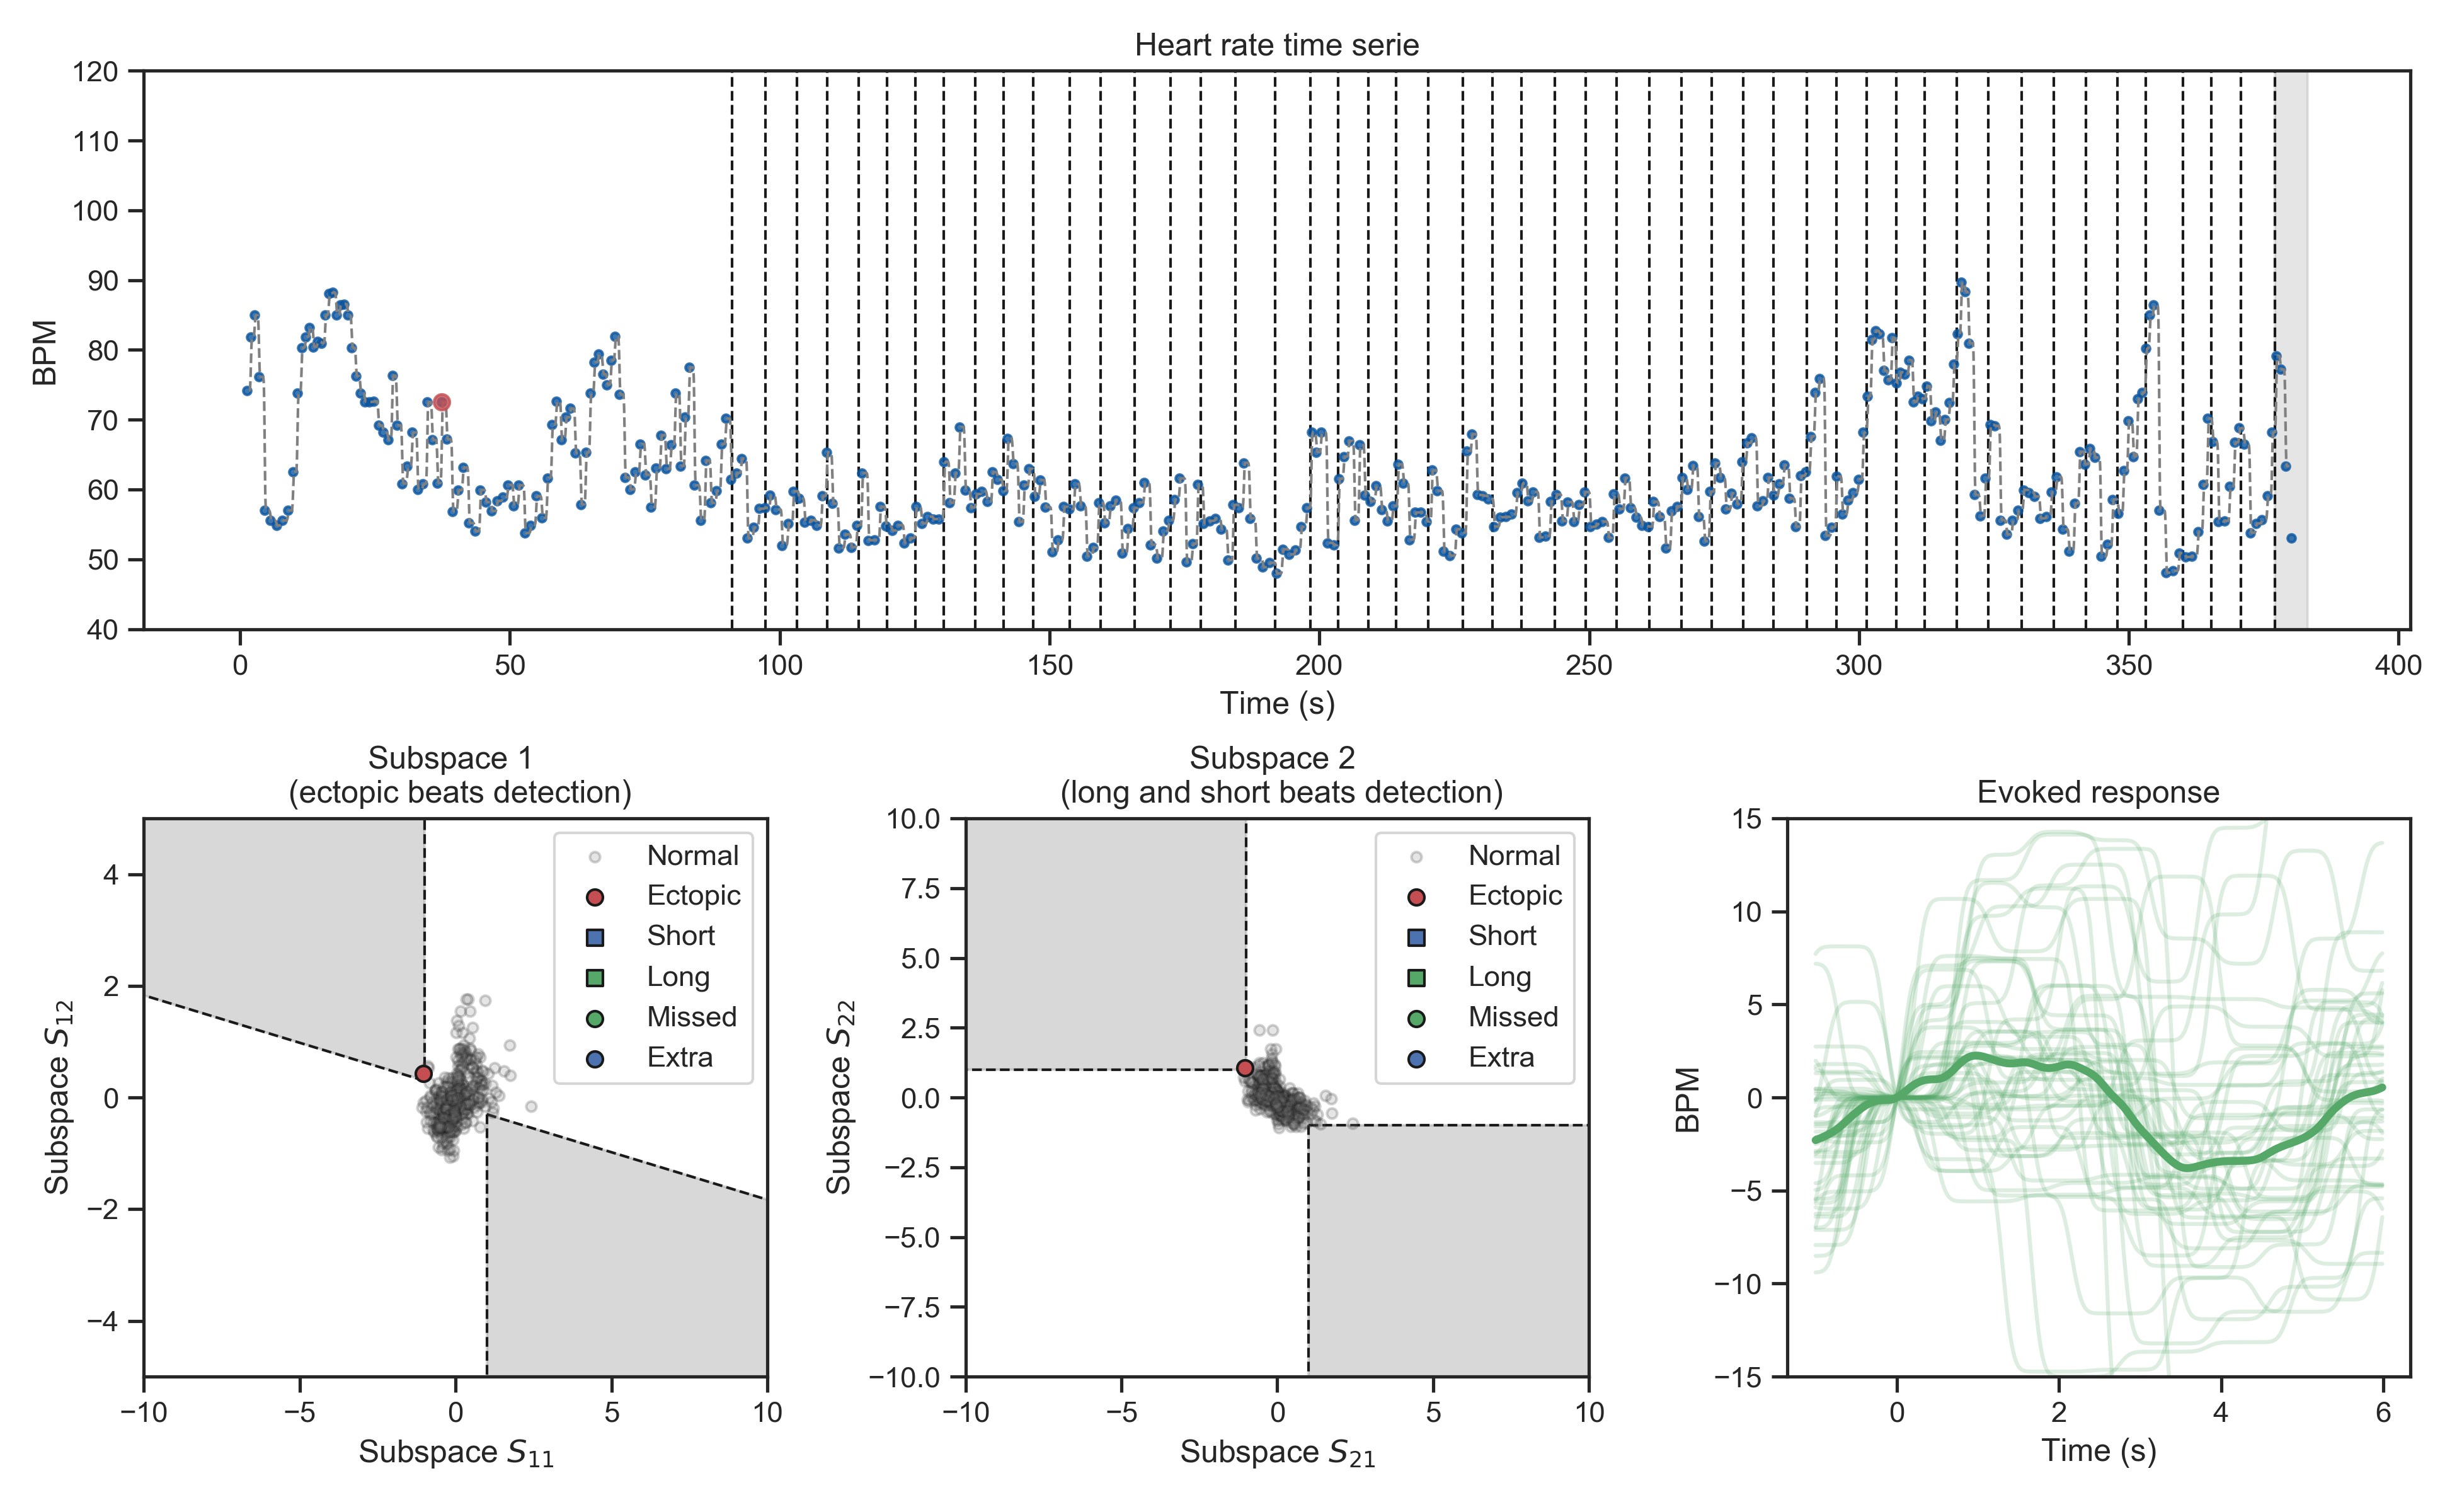 Heart rate time serie
120
110
100
90
80
70
60
50
40
BPM
0 50 100 150 200 250 300 350 400
Time (s)
Subspace 1
(ectopic beats detection)
4
2
0
−2
−4
Subspace S12
Normal
Ectopic
Short
Long
Missed
Extra
−10 −5 0 5 10
Subspace S11
Subspace 2
(long and short beats detection)
10.0
7.5
5.0
2.5
0.0
−2.5
−5.0
−7.5
−10.0
Subspace S22
Normal
Ectopic
Short
Long
Missed
Extra
−10 −5 0 5 10
Subspace S21
Evoked response
15
10
5
0
−5
−10
−15
BPM
0 2 4 6
Time (s)